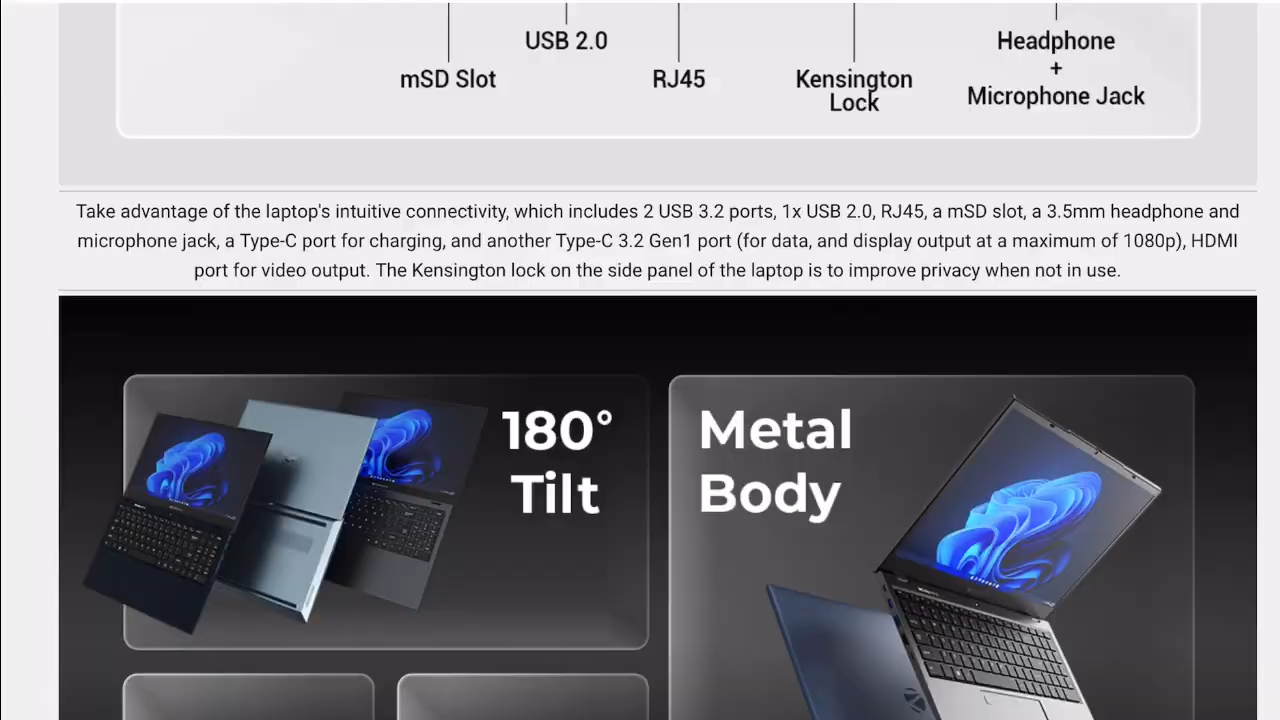 USB 2.0
Headphone
+
Microphone Jack
mSD Slot
RJ45
Kensington
Lock
Take advantage of the laptop's intuitive connectivity, which includes 2 USB 3.2 ports, 1x USB 2.0, RJ45, a mSD slot, a 3.5mm headphone and
microphone jack, a Type-C port for charging, and another Type-C 3.2 Gen1 port (for data, and display output at a maximum of 1080p), HDMI
port for video output. The Kensington lock on the side panel of the laptop is to improve privacy when not in use.
180°
Tilt
Metal
Body